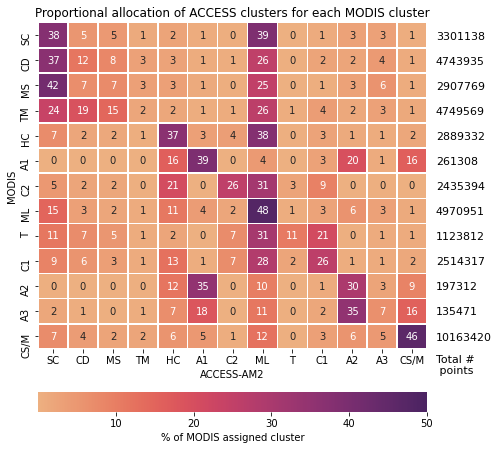 Proportional allocation of ACCESS clusters for each MODIS cluster
SC 38 5 5 1 2 1 0 39 0 1 3 3 1 3301138
CD 37 12 8 3 3 1 1 26 0 2 2 4 1 4743935
MS 42 7 7 3 3 1 0 25 0 1 3 6 1 2907769
TM 24 19 15 2 2 1 1 26 1 4 2 3 1 4749569
HC 7 2 2 1 37 3 4 38 0 3 1 1 2 2889332
A1 0 0 0 0 16 39 0 4 0 3 20 1 16 261308
C2 5 2 2 0 21 0 26 31 3 9 0 0 0 2435394
ML 15 3 2 1 11 4 2 48 1 3 6 3 1 4970951
T 11 7 5 1 2 0 7 31 11 21 0 1 1 1123812
C1 9 6 3 1 13 1 7 28 2 26 1 1 2 2514317
A2 0 0 0 0 12 35 0 10 0 1 30 3 9 197312
A3 2 1 0 1 7 18 0 11 0 2 35 7 16 135471
CS/M 7 4 2 2 6 5 1 12 0 3 6 5 46 10163420
MODIS
SC CD MS TM HC A1 C2 ML T C1 A2 A3 CS/M
ACCESS-AM2
Total #
points
10 20 30 40 50
% of MODIS assigned cluster